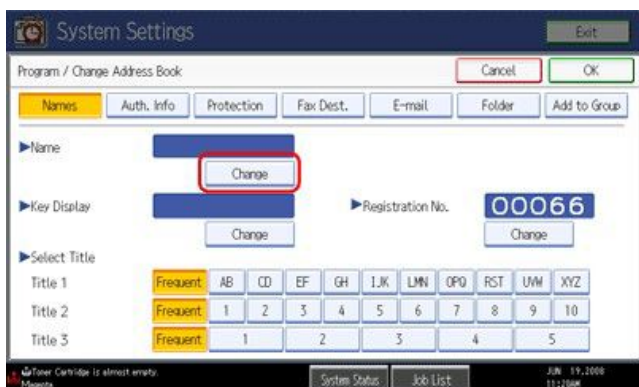 System Settings
Exit
Program / Change Address Book
Cancel
OK
Names
Auth. Info
Protection
Fax Dest.
E-mail
Folder
Add to Group
▶Name
Change
▶Key Display
▶Registration No.
00066
Change
Change
▶Select Title
Title 1
Frequent AB CD EF GH IJK LMN OPQ RST UVW XYZ
Title 2
Frequent 1 2 3 4 5 6 7 8 9 10
Title 3
Frequent 1 2 3 4 5
Toner Cartridge is almost empty.
Magenta
System Status
Job List
JUN 19,2008
11:20AM